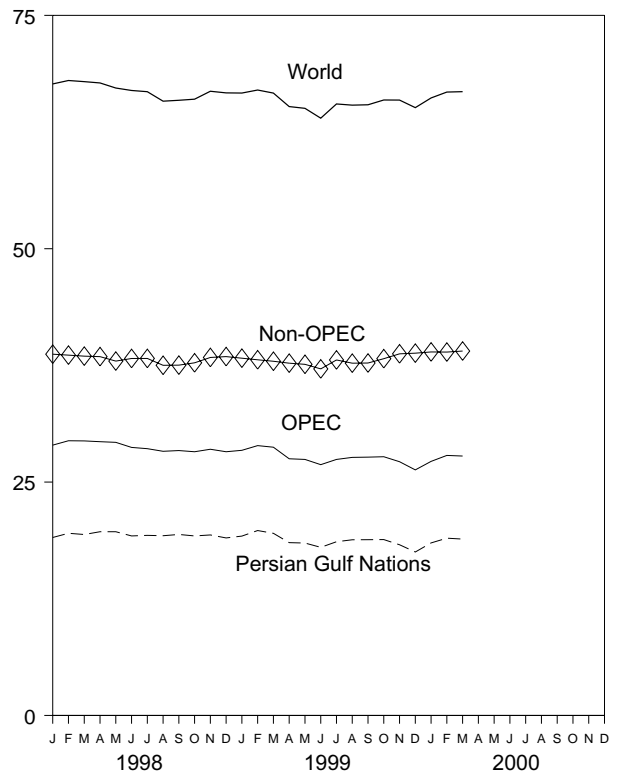 75
World
50
Non-OPEC
OPEC
25
Persian Gulf Nations
0
J F M A M J J A S O N D J F M A M J J A S O N D J F M A M J J A S O N D
1998 1999 2000